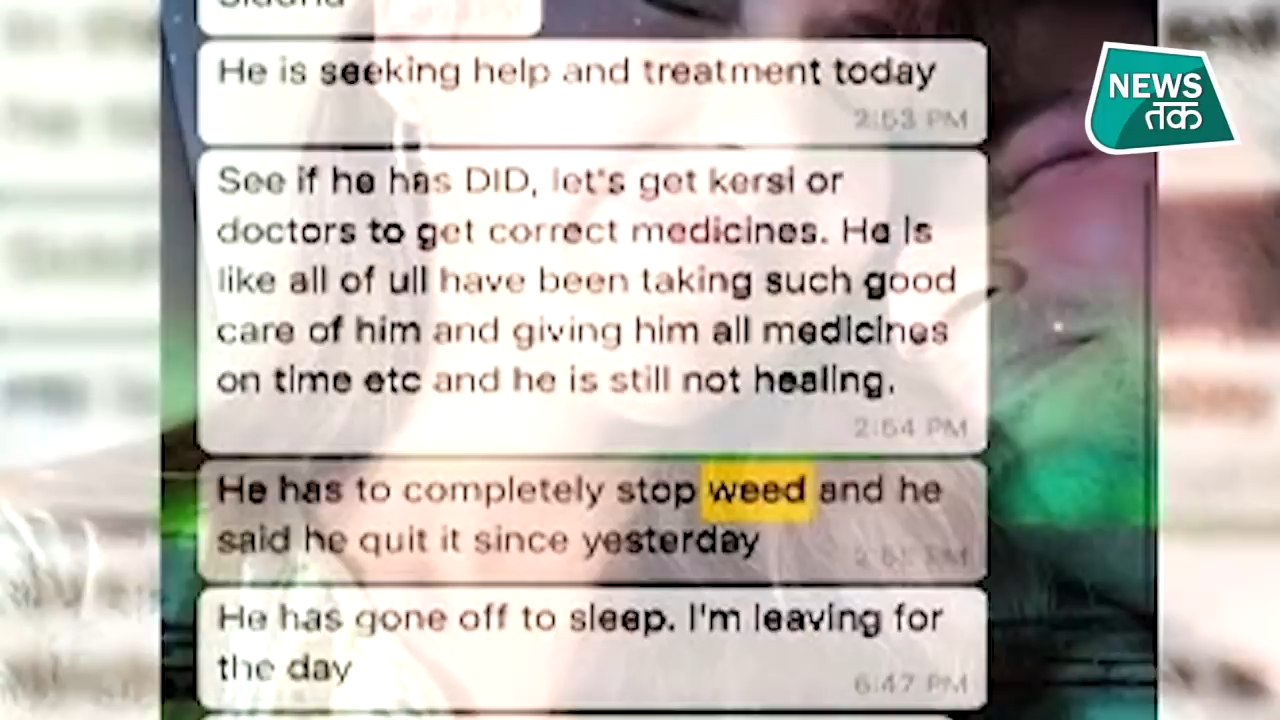 NEWS
तक
He is seeking help and treatment today
2:53 PM
See if he has DID, let's get kersi or
doctors to get correct medicines. He is
like all of ull have been taking such good
care of him and giving him all medicines
on time etc and he is still not healing.
2:54 PM
He has to completely stop weed and he
said he quit it since yesterday
He has gone off to sleep. I'm leaving for
the day
6:47 PM